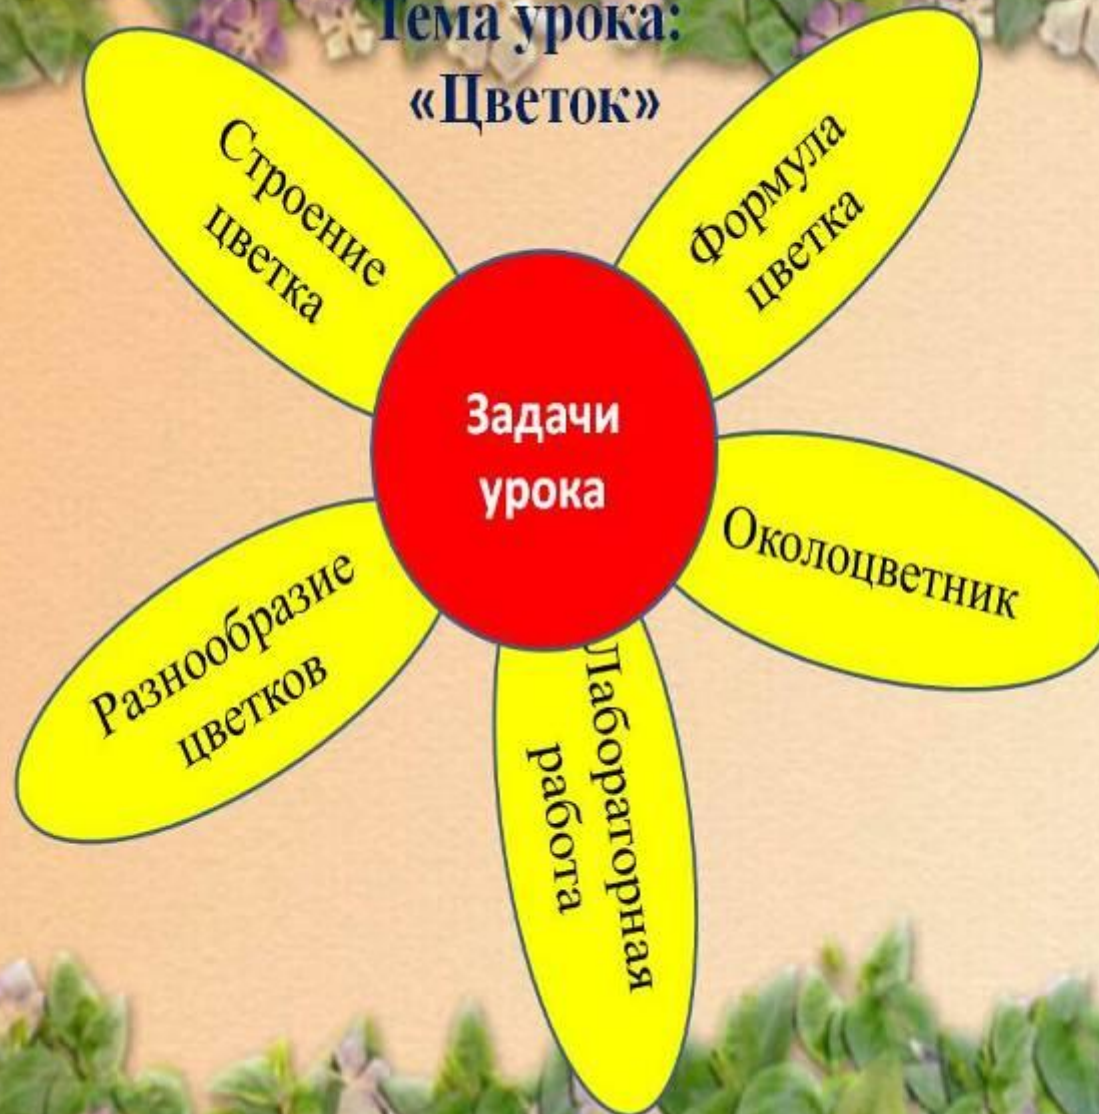 Тема урока:
«Цветок»
Строение
цветка
Формула
цветка
Задачи
урока
Околоцветник
Разнообразие
цветков
Лабораторная
работа